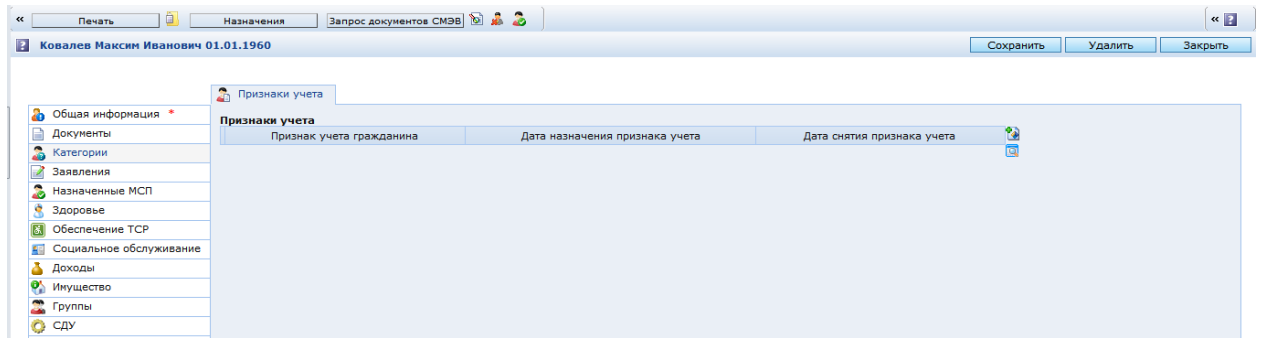 « Печать Назначения Запрос документов СМЭВ « ?
? Ковалев Максим Иванович 01.01.1960 Сохранить Удалить Закрыть
Признаки учета
Общая информация *
Документы
Категории
Заявления
Назначенные МСП
Здоровье
Обеспечение ТСР
Социальное обслуживание
Доходы
Имущество
Группы
СДУ
Признаки учета
Признак учета гражданина Дата назначения признака учета Дата снятия признака учета